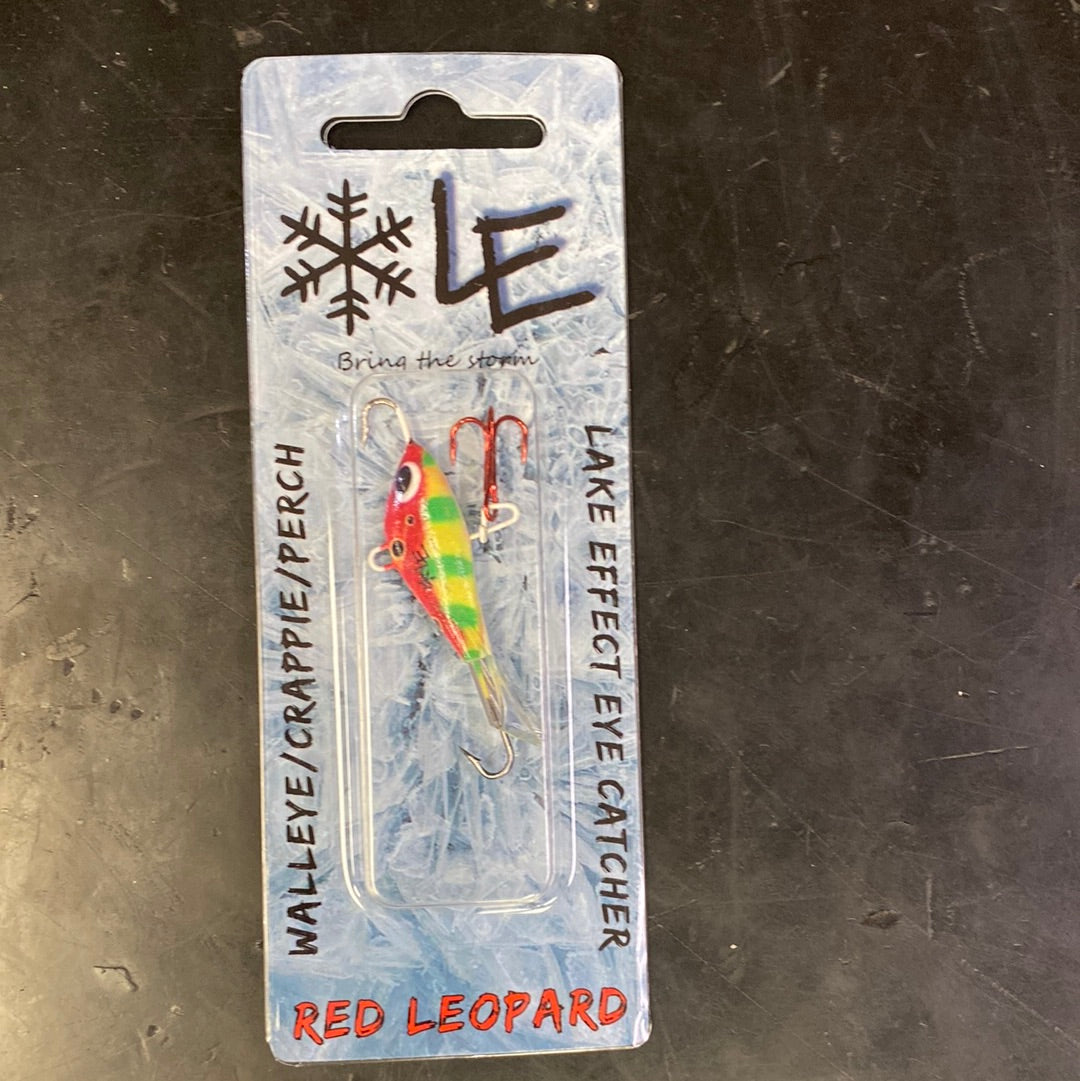 LE
Bring the storm
WALLEYE/CRAPPIE/PERCH
LAKE EFFECT EYE CATCHER
RED LEOPARD